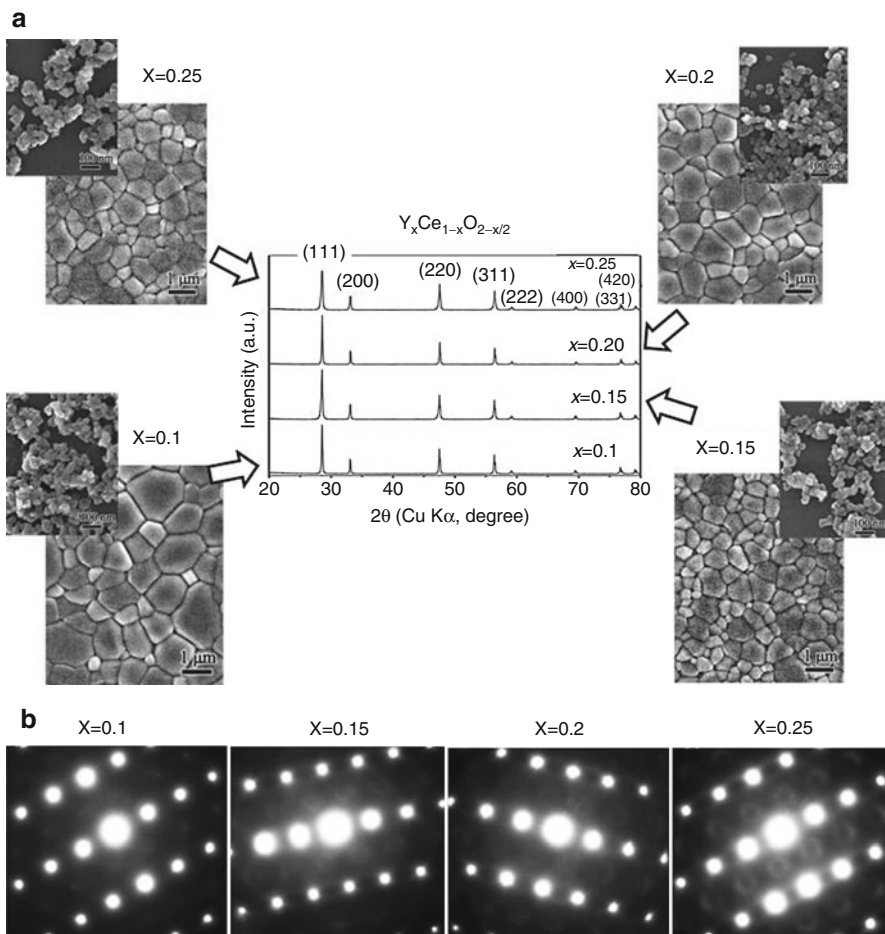 a
X=0.25
X=0.2
100 nm
100 nm
1 μm
1 μm
YₓCe₁₋ₓO₂₋ₓ/₂
(111)
(200)
(220)
(311)
(222)
(400)
(420)
(331)
x=0.25
x=0.20
x=0.15
x=0.1
Intensity (a.u.)
20 30 40 50 60 70 80
2θ (Cu Kα, degree)
X=0.1
X=0.15
100 nm
1 μm
1 μm
b
X=0.1 X=0.15 X=0.2 X=0.25